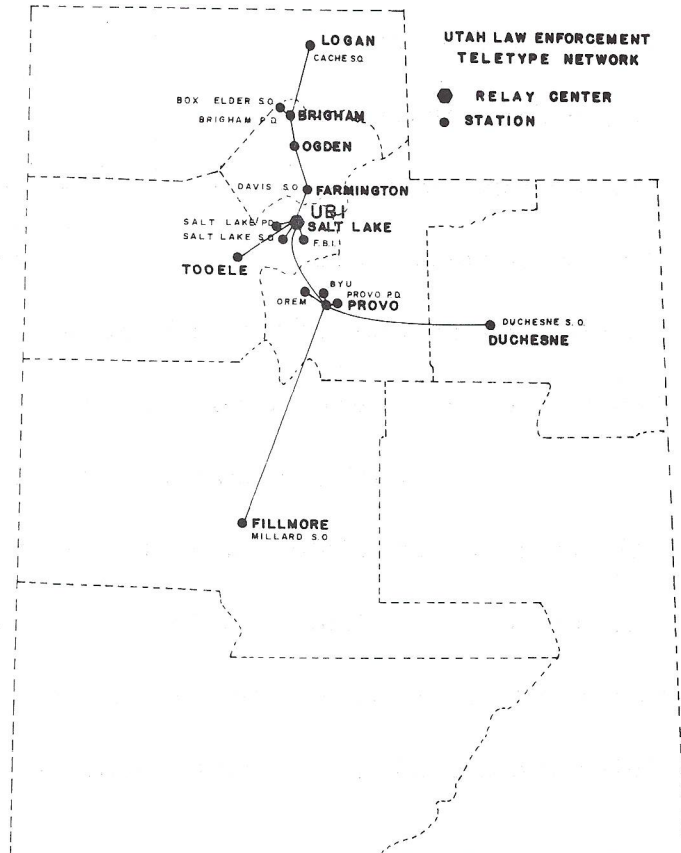 UTAH LAW ENFORCEMENT
TELETYPE NETWORK
RELAY CENTER
STATION
LOGAN
CACHE S.O.
BOX ELDER S.O.
BRIGHAM P.D.
BRIGHAM
OGDEN
DAVIS S.O.
FARMINGTON
UBI
SALT LAKE P.D.
SALT LAKE
SALT LAKE S.O.
F.B.I.
TOOELE
BYU
PROVO P.D.
OREM
PROVO
DUCHESNE S.O.
DUCHESNE
FILLMORE
MILLARD S.O